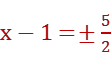 x − 1 = ± 5/2